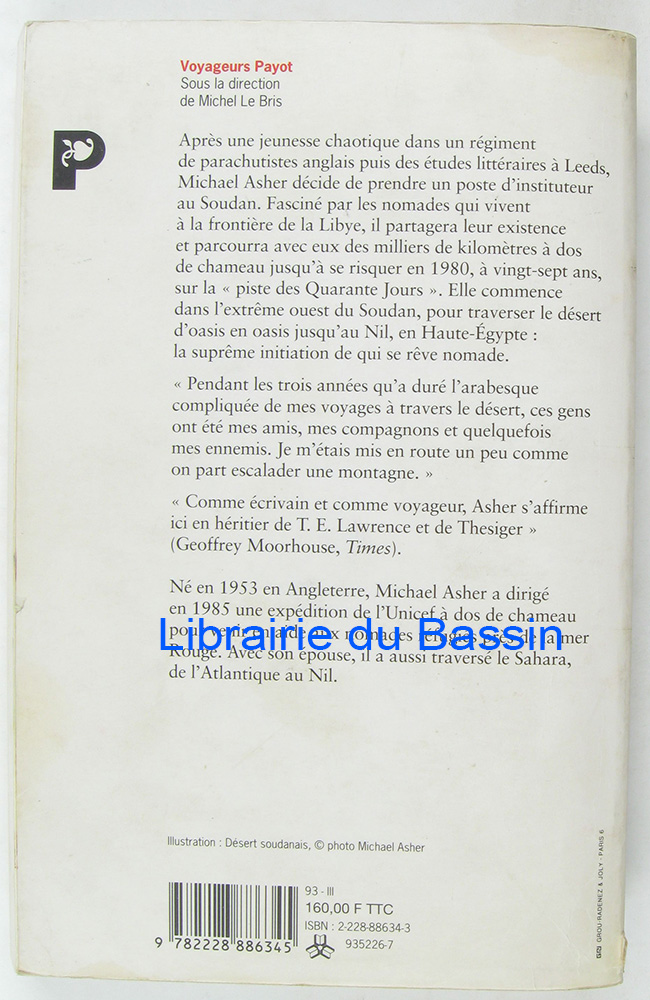 Voyageurs Payot
Sous la direction
de Michel Le Bris
P
Après une jeunesse chaotique dans un régiment
de parachutistes anglais puis des études littéraires à Leeds,
Michael Asher décide de prendre un poste d'instituteur
au Soudan. Fasciné par les nomades qui vivent
à la frontière de la Libye, il partagera leur existence
et parcourra avec eux des milliers de kilomètres à dos
de chameau jusqu'à se risquer en 1980, à vingt-sept ans,
sur la « piste des Quarante Jours ». Elle commence
dans l'extrême ouest du Soudan, pour traverser le désert
d'oasis en oasis jusqu'au Nil, en Haute-Égypte :
la suprême initiation de qui se rêve nomade.
« Pendant les trois années qu'a duré l'arabesque
compliquée de mes voyages à travers le désert, ces gens
ont été mes amis, mes compagnons et quelquefois
mes ennemis. Je m'étais mis en route un peu comme
on part escalader une montagne. »
« Comme écrivain et comme voyageur, Asher s'affirme
ici en héritier de T. E. Lawrence et de Thesiger »
(Geoffrey Moorhouse, Times).
Né en 1953 en Angleterre, Michael Asher a dirigé
en 1985 une expédition de l'Unicef à dos de chameau
pour venir en aide aux nomades réfugiés près de la mer
Librairie du Bassin
Rouge. Avec son épouse, il a aussi traversé le Sahara,
de l'Atlantique au Nil.
Illustration : Désert soudanais, © photo Michael Asher
93 - III
160,00 F TTC
ISBN : 2-228-88634-3
935226-7
9 782228 886345
GROU-RADENEZ & JOLY - PARIS 6